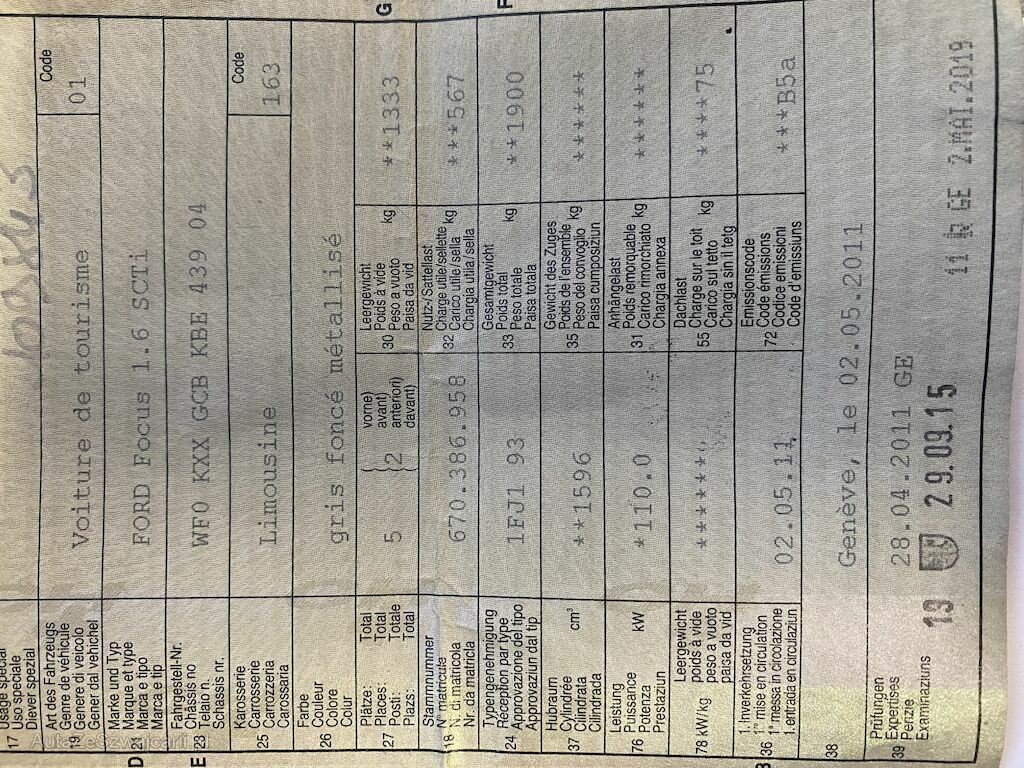 Usages spécial
17 Uso speciale
Diever spezial
Art des Fahrzeugs
Genre de véhicule
19 Genere di veicolo
Gener dal vehichel
Voiture de tourisme
Code
01
D
Marke und Typ
Marque et type
21 Marca e tipo
Marca e tip
FORD Focus 1.6 SCTi
E
Fahrgestell-Nr.
Châssis no
23 Telaio n.
Schassis nr.
WF0 KXX GCB KBE 439 04
Karosserie
Carrosserie
25 Carrozzeria
Carossaria
Limousine
Code
163
Farbe
Couleur
26 Colore
Colur
gris foncé métallisé
Plätze: Total
Places: Total
27 Posti: Totale
Plazs: Total
5
vorne)
avant)
anteriori)
davant)
2
G
Leergewicht
Poids à vide
30 Peso a vuoto kg
Paisa da vid
**1333
Stammnummer
N° matricule
18 N. di matricola
Nr. da matricla
670.386.958
Nutz-/ Sattellast
Charge utile/sellette
32 Carico utile/sella kg
Chargia utila/sella
***567
Typengenehmigung
Réception par type
24 Approvazione del tipo
Approvaziun dal tip
1FJ1 93
F
Gesamtgewicht
Poids total
33 Peso totale kg
Paisa totala
**1900
Hubraum
Cylindrée
37 Cilindrata cm³
Cilindrada
**1596
Gewicht des Zuges
Poids de l'ensemble
35 Peso del convoglio kg
Paisa cumposiziun
******
Leistung
Puissance
76 Potenza kW
Prestaziun
*110.0
Anhängelast
Poids remorquable
31 Carico rimorchiato kg
Chargia annexa
******
Leergewicht
poids à vide
78 kW/kg peso a vuoto
paisa da vid
Dachlast
Charge sur le toit
55 Carico sul tetto kg
Chargia sin il tetg
****75
B
1. Inverkehrsetzung
1re mise en circulation
36 1a messa in circolazione
1. entrada en circulaziun
02.05.11
Emissionscode
Code émissions
72 Codice emissioni
Code d'emissiuns
***B5a
38
Genève, le 02.05.2011
Prüfungen
Expertises
39 Perizie
Examinaziuns
28.04.2011 GE
13 29.09.15
GE 2.MAI.2019